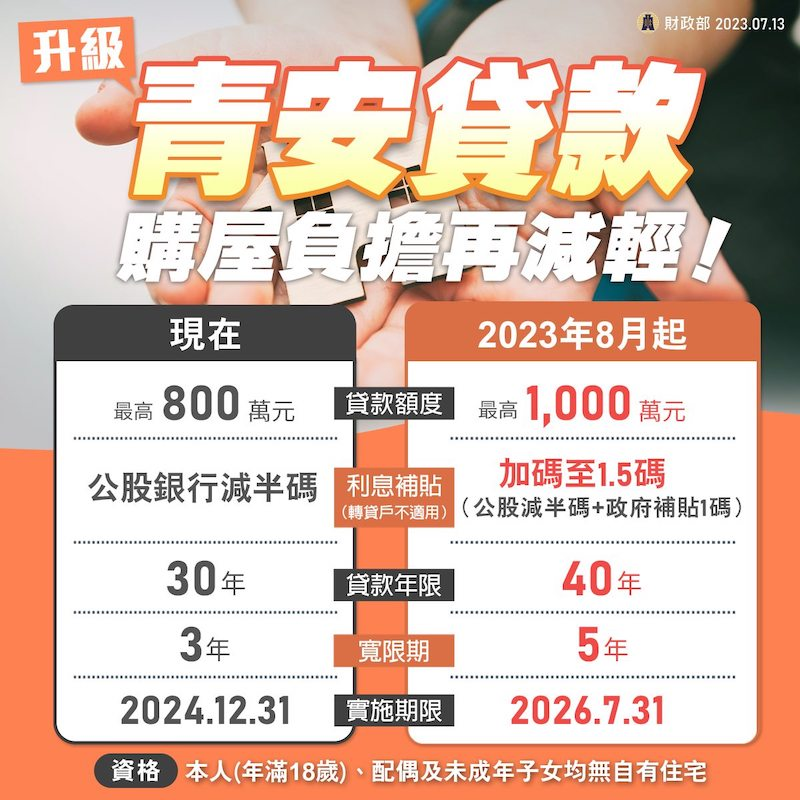 升級
財政部 2023.07.13
青安貸款
購屋負擔再減輕！
現在
2023年8月起
最高 800 萬元
貸款額度
最高 1,000 萬元
公股銀行減半碼
利息補貼
（轉貸戶不適用）
加碼至1.5碼
（公股減半碼+政府補貼1碼）
30年
貸款年限
40年
3年
寬限期
5年
2024.12.31
實施期限
2026.7.31
資格 本人(年滿18歲)、配偶及未成年子女均無自有住宅